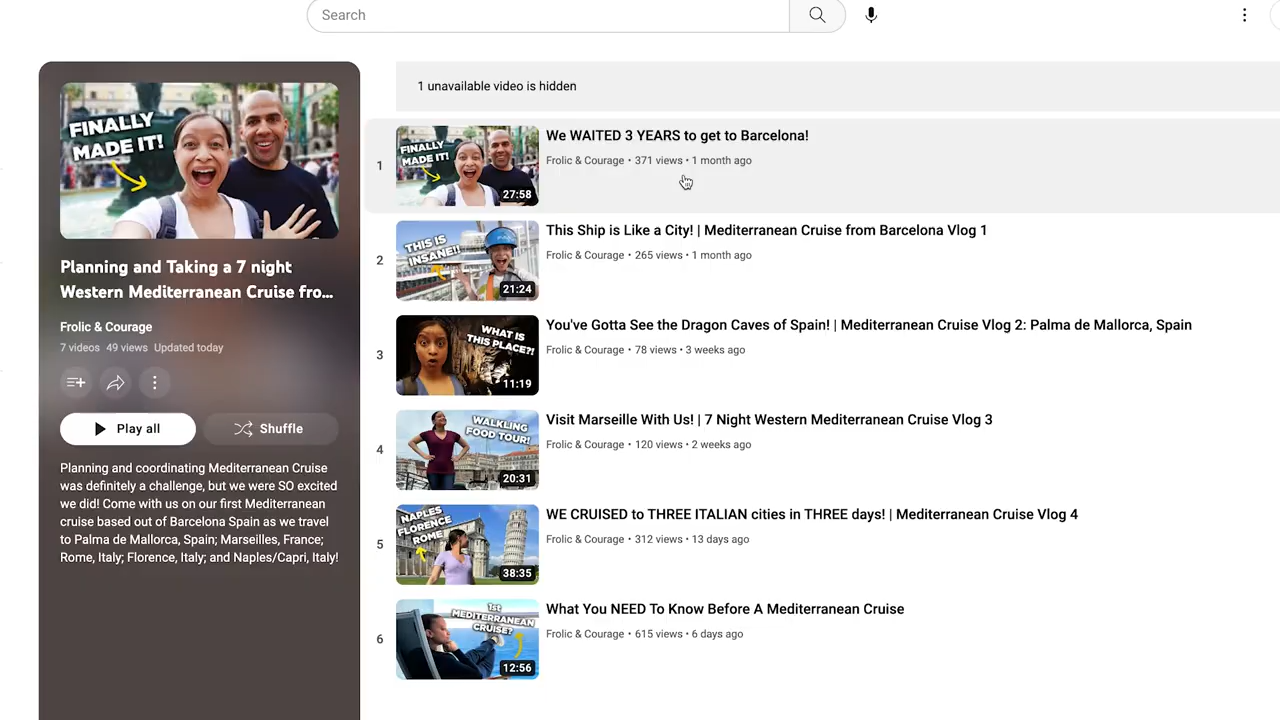 Search
FINALLY
MADE IT!
Planning and Taking a 7 night
Western Mediterranean Cruise fro...
Frolic & Courage
7 videos 49 views Updated today
Play all
Shuffle
Planning and coordinating Mediterranean Cruise
was definitely a challenge, but we were SO excited
we did! Come with us on our first Mediterranean
cruise based out of Barcelona Spain as we travel
to Palma de Mallorca, Spain; Marseilles, France;
Rome, Italy; Florence, Italy; and Naples/Capri, Italy!
1 unavailable video is hidden
1
FINALLY
MADE IT!
27:58
We WAITED 3 YEARS to get to Barcelona!
Frolic & Courage • 371 views • 1 month ago
2
THIS IS
INSANE!!
21:24
This Ship is Like a City! | Mediterranean Cruise from Barcelona Vlog 1
Frolic & Courage • 265 views • 1 month ago
3
WHAT IS
THIS PLACE?!
11:19
You've Gotta See the Dragon Caves of Spain! | Mediterranean Cruise Vlog 2: Palma de Mallorca, Spain
Frolic & Courage • 78 views • 3 weeks ago
4
WALKLING
FOOD TOUR!
20:31
Visit Marseille With Us! | 7 Night Western Mediterranean Cruise Vlog 3
Frolic & Courage • 120 views • 2 weeks ago
5
NAPLES
FLORENCE
ROME
38:35
WE CRUISED to THREE ITALIAN cities in THREE days! | Mediterranean Cruise Vlog 4
Frolic & Courage • 312 views • 13 days ago
6
1st
MEDITERRANEAN
CRUISE?
12:56
What You NEED To Know Before A Mediterranean Cruise
Frolic & Courage • 615 views • 6 days ago